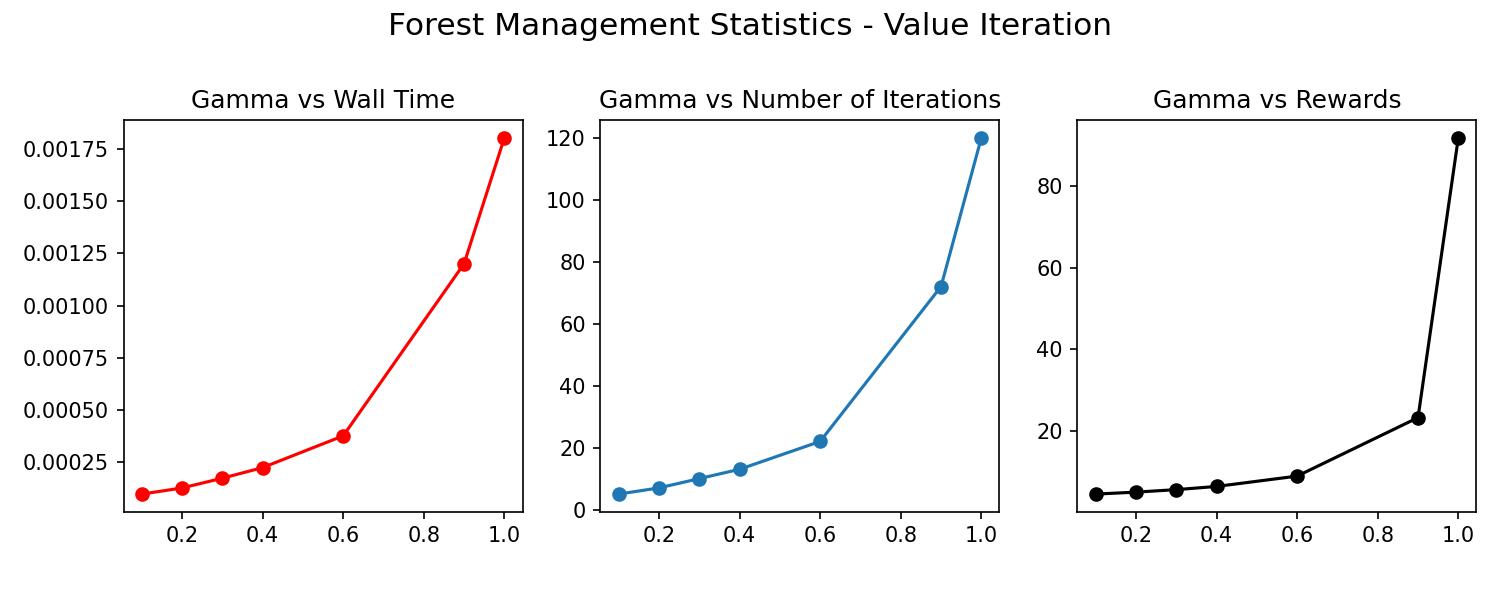 Forest Management Statistics - Value Iteration
Gamma vs Wall Time
0.00175
0.00150
0.00125
0.00100
0.00075
0.00050
0.00025
0.2 0.4 0.6 0.8 1.0
Gamma vs Number of Iterations
120
100
80
60
40
20
0
0.2 0.4 0.6 0.8 1.0
Gamma vs Rewards
80
60
40
20
0.2 0.4 0.6 0.8 1.0